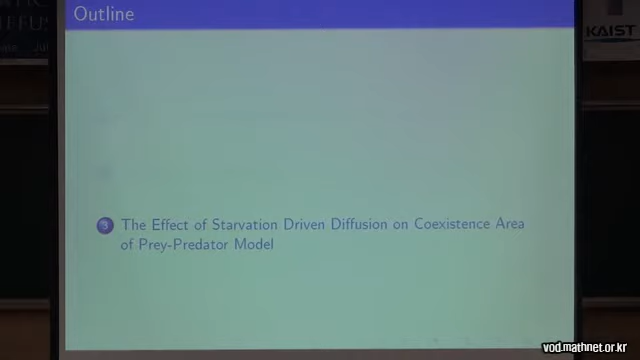 Outline
KAIST
3 The Effect of Starvation Driven Diffusion on Coexistence Area
of Prey-Predator Model
vod.mathnet.or.kr